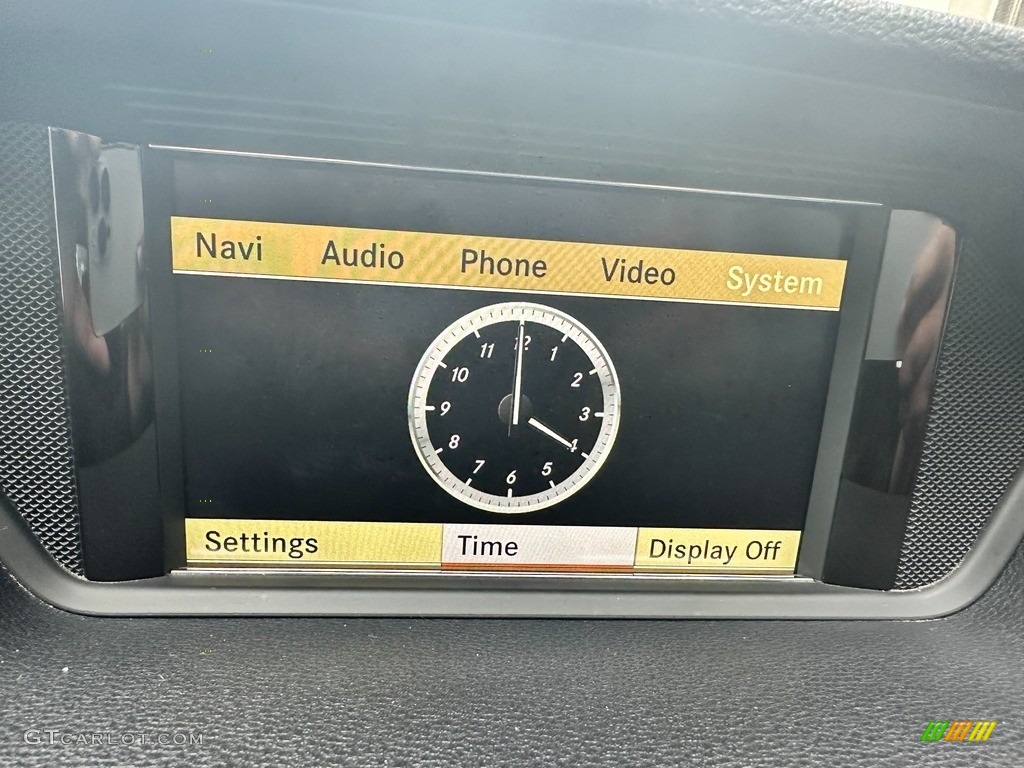 Navi Audio Phone Video System
12
11 1
10 2
9 3
8 4
7 5
6
Settings Time Display Off
GTCARLOT.COM